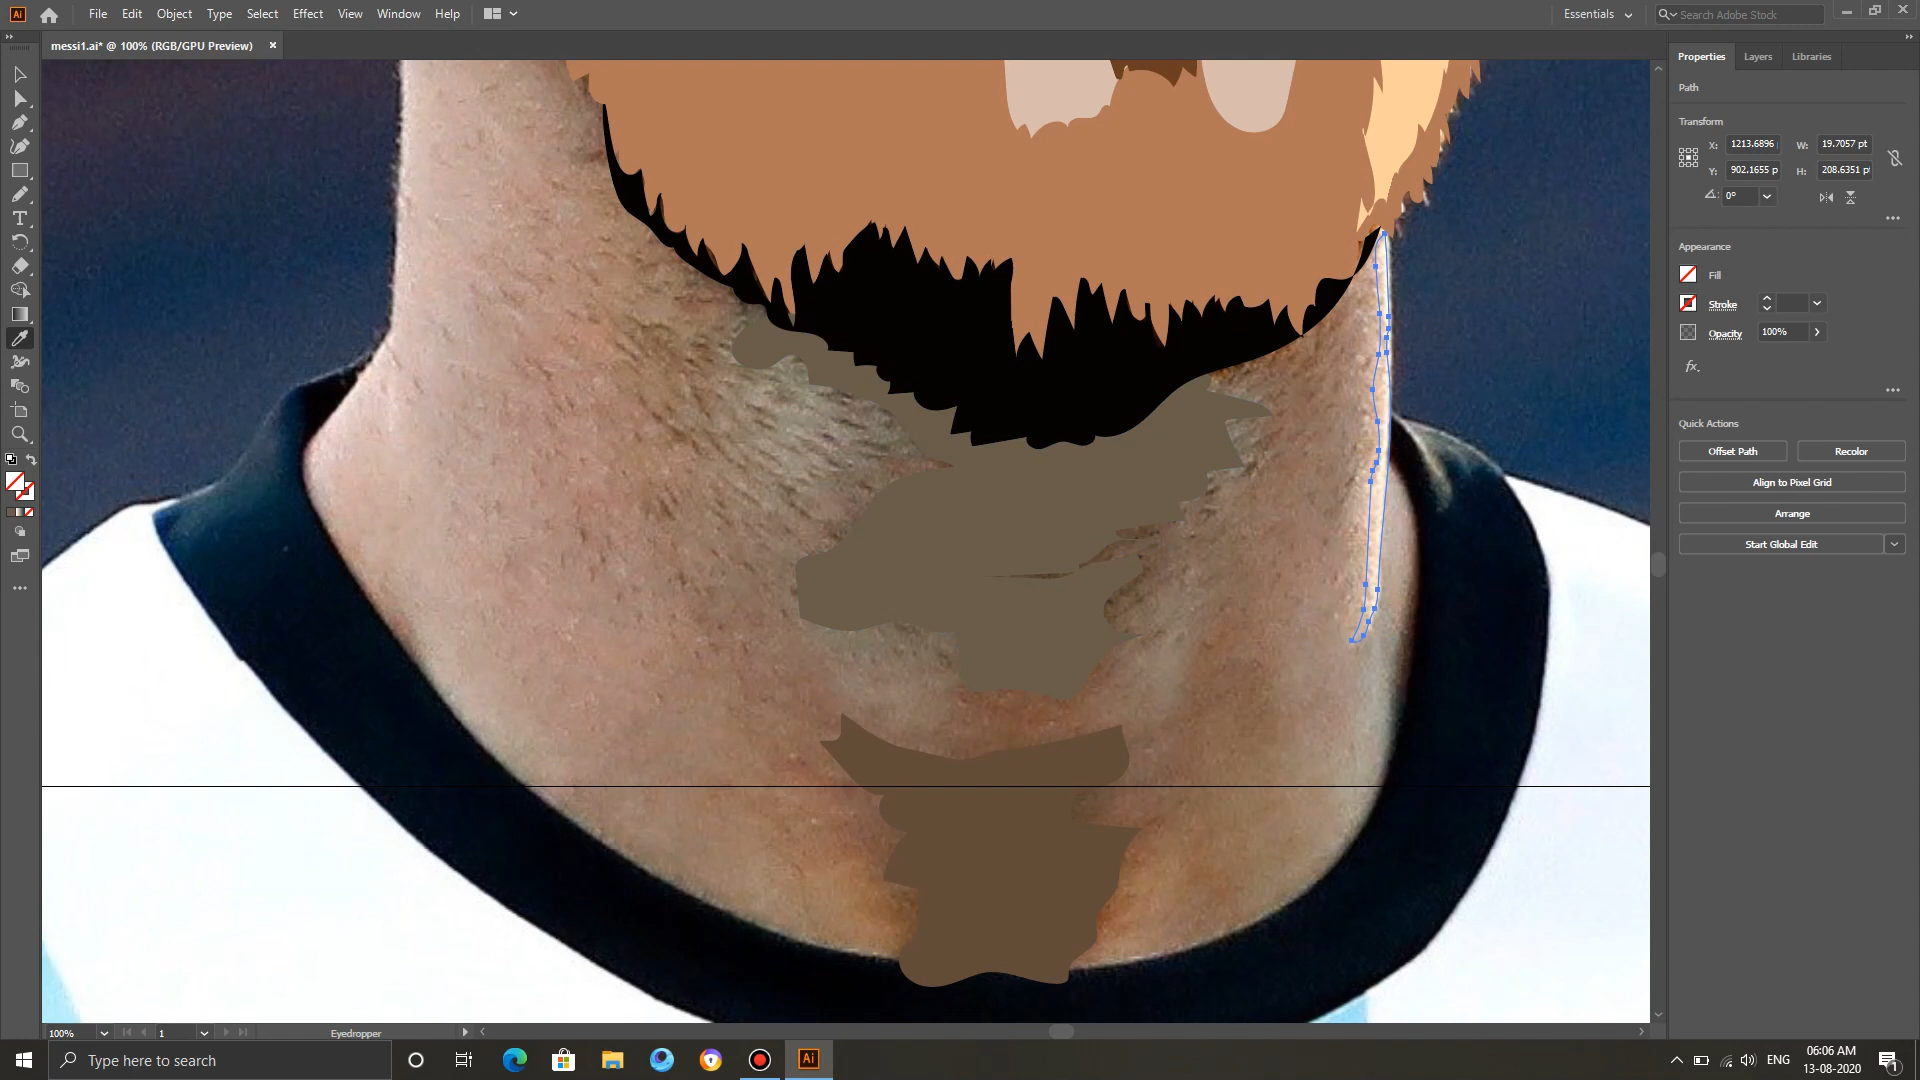 Ai File Edit Object Type Select Effect View Window Help Essentials Search Adobe Stock
messi1.ai* @ 100% (RGB/GPU Preview) ×
Properties Layers Libraries
Path
Transform
X: 1213.6896 W: 19.7057 pt
Y: 902.1655 p H: 208.6351 pt
0°
Appearance
Fill
Stroke
Opacity 100%
fx.
Quick Actions
Offset Path Recolor
Align to Pixel Grid
Arrange
Start Global Edit
100% 1 Eyedropper
Type here to search Ai ENG 06:06 AM
13-08-2020 1